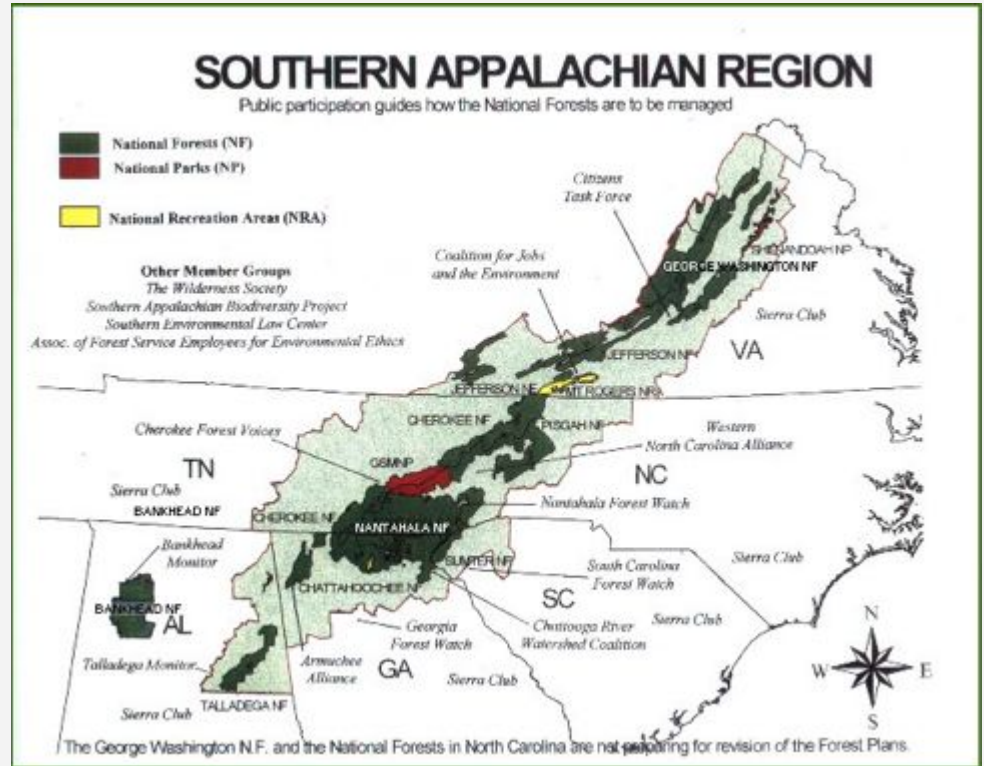 SOUTHERN APPALACHIAN REGION
Public participation guides how the National Forests are to be managed
National Forests (NF)
National Parks (NP)
National Recreation Areas (NRA)
Other Member Groups
The Wilderness Society
Southern Appalachian Biodiversity Project
Southern Environmental Law Center
Assoc. of Forest Service Employees for Environmental Ethics
Citizens
Task Force
Coalition for Jobs
and the Environment
SHENANDOAH NP
GEORGE WASHINGTON NF
Sierra Club
VA
JEFFERSON NF
JEFFERSON NF
MT ROGERS NRA
CHEROKEE NF
PISGAH NF
Cherokee Forest Voices
Western
North Carolina Alliance
GSMNP
TN
NC
Sierra Club
BANKHEAD NF
CHEROKEE NF
NANTAHALA NF
Nantahala Forest Watch
Bankhead
Monitor
SUMTER NF
South Carolina
Forest Watch
Sierra Club
CHATTAHOOCHEE NF
BANKHEAD NF
AL
SC
Georgia
Forest Watch
Chattooga River
Watershed Coalition
Sierra Club
Talladega Monitor
Armuchee
Alliance
GA
Sierra Club
TALLADEGA NF
Sierra Club
N
W
E
S
The George Washington N.F. and the National Forests in North Carolina are not preparing for revision of the Forest Plans.